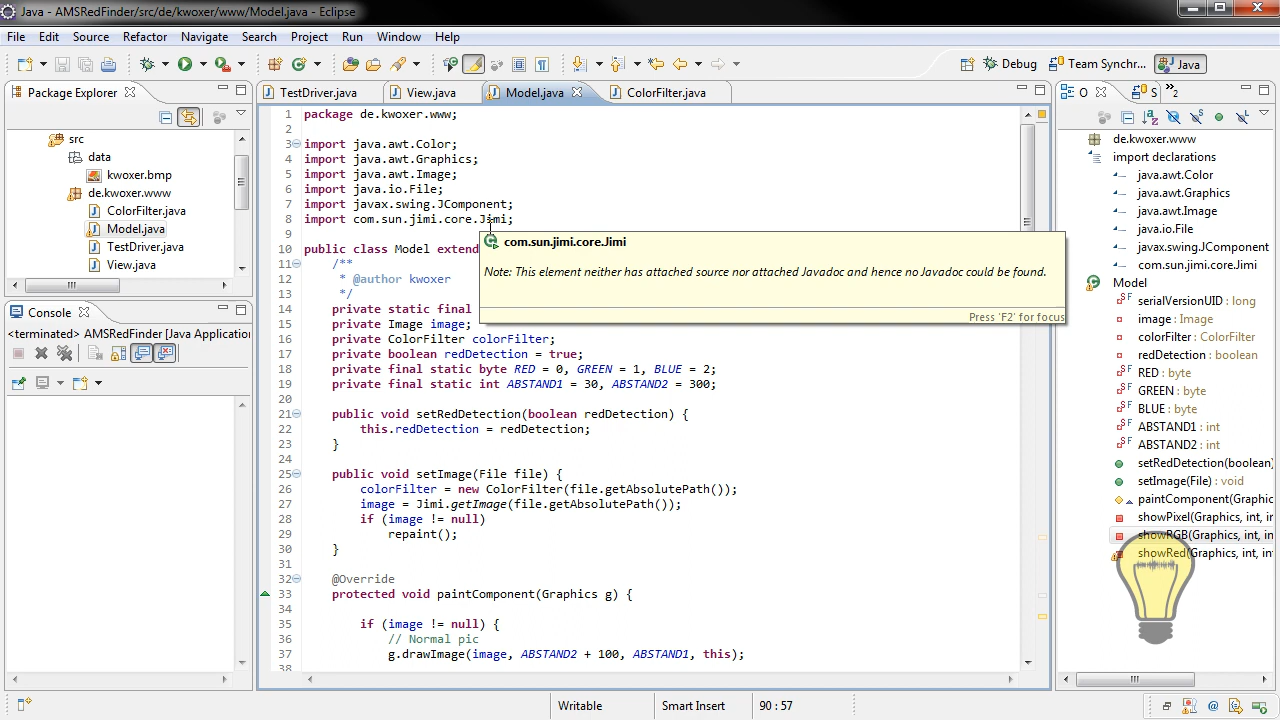 Java - AMSRedFinder/src/de/kwoxer/www/Model.java - Eclipse
File Edit Source Refactor Navigate Search Project Run Window Help
Debug Team Synchr... Java
Package Explorer
src
data
kwoxer.bmp
de.kwoxer.www
ColorFilter.java
Model.java
TestDriver.java
View.java
Console
<terminated> AMSRedFinder [Java Application]
TestDriver.java View.java Model.java ColorFilter.java
1 package de.kwoxer.www;
2
3 import java.awt.Color;
4 import java.awt.Graphics;
5 import java.awt.Image;
6 import java.io.File;
7 import javax.swing.JComponent;
8 import com.sun.jimi.core.Jimi;
9
10 public class Model extend
11 /**
12 * @author kwoxer
13 */
14 private static final
15 private Image image;
16 private ColorFilter colorFilter;
17 private boolean redDetection = true;
18 private final static byte RED = 0, GREEN = 1, BLUE = 2;
19 private final static int ABSTAND1 = 30, ABSTAND2 = 300;
20
21 public void setRedDetection(boolean redDetection) {
22 this.redDetection = redDetection;
23 }
24
25 public void setImage(File file) {
26 colorFilter = new ColorFilter(file.getAbsolutePath());
27 image = Jimi.getImage(file.getAbsolutePath());
28 if (image != null)
29 repaint();
30 }
31
32 @Override
33 protected void paintComponent(Graphics g) {
34
35 if (image != null) {
36 // Normal pic
37 g.drawImage(image, ABSTAND2 + 100, ABSTAND1, this);
38
com.sun.jimi.core.Jimi
Note: This element neither has attached source nor attached Javadoc and hence no Javadoc could be found.
Press 'F2' for focus
O S »2
de.kwoxer.www
import declarations
java.awt.Color
java.awt.Graphics
java.awt.Image
java.io.File
javax.swing.JComponent
com.sun.jimi.core.Jimi
Model
serialVersionUID : long
image : Image
colorFilter : ColorFilter
redDetection : boolean
RED : byte
GREEN : byte
BLUE : byte
ABSTAND1 : int
ABSTAND2 : int
setRedDetection(boolean)
setImage(File) : void
paintComponent(Graphic
showPixel(Graphics, int, in
showRGB(Graphics, int, in
showRed(Graphics, int, in
Writable Smart Insert 90 : 57